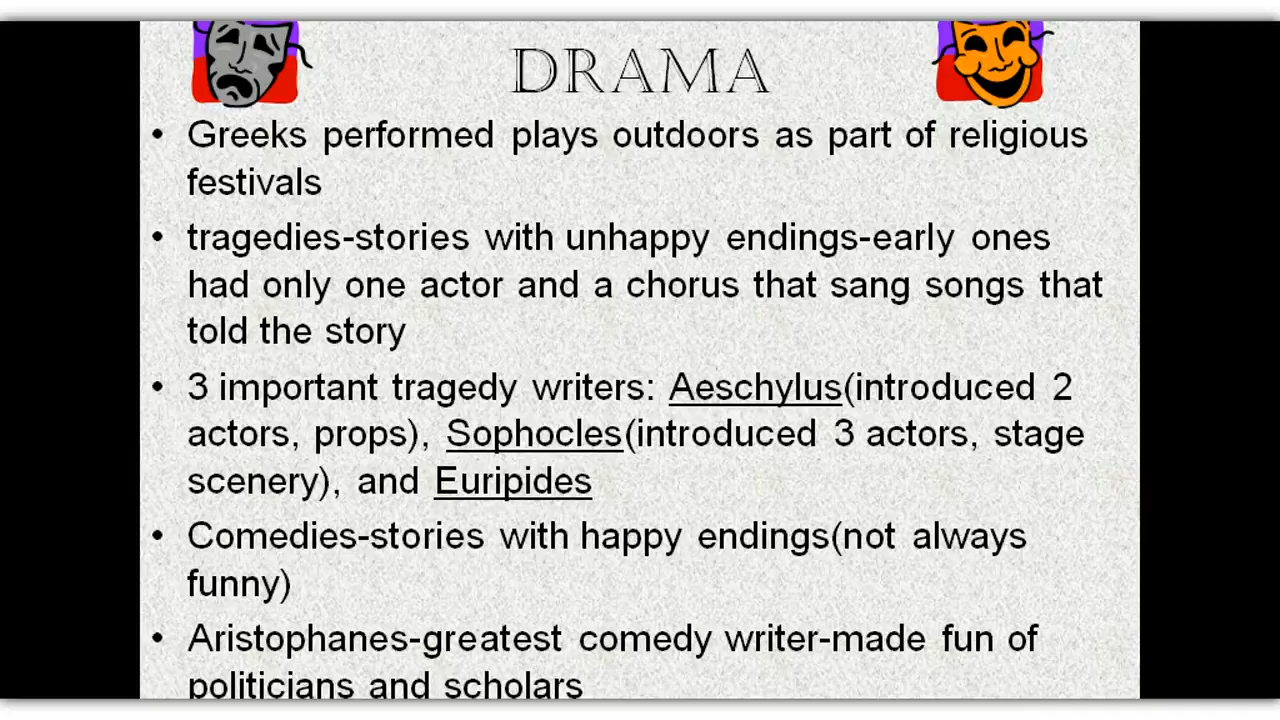 DRAMA
• Greeks performed plays outdoors as part of religious
festivals
• tragedies-stories with unhappy endings-early ones
had only one actor and a chorus that sang songs that
told the story
• 3 important tragedy writers: Aeschylus(introduced 2
actors, props), Sophocles(introduced 3 actors, stage
scenery), and Euripides
• Comedies-stories with happy endings(not always
funny)
• Aristophanes-greatest comedy writer-made fun of
politicians and scholars